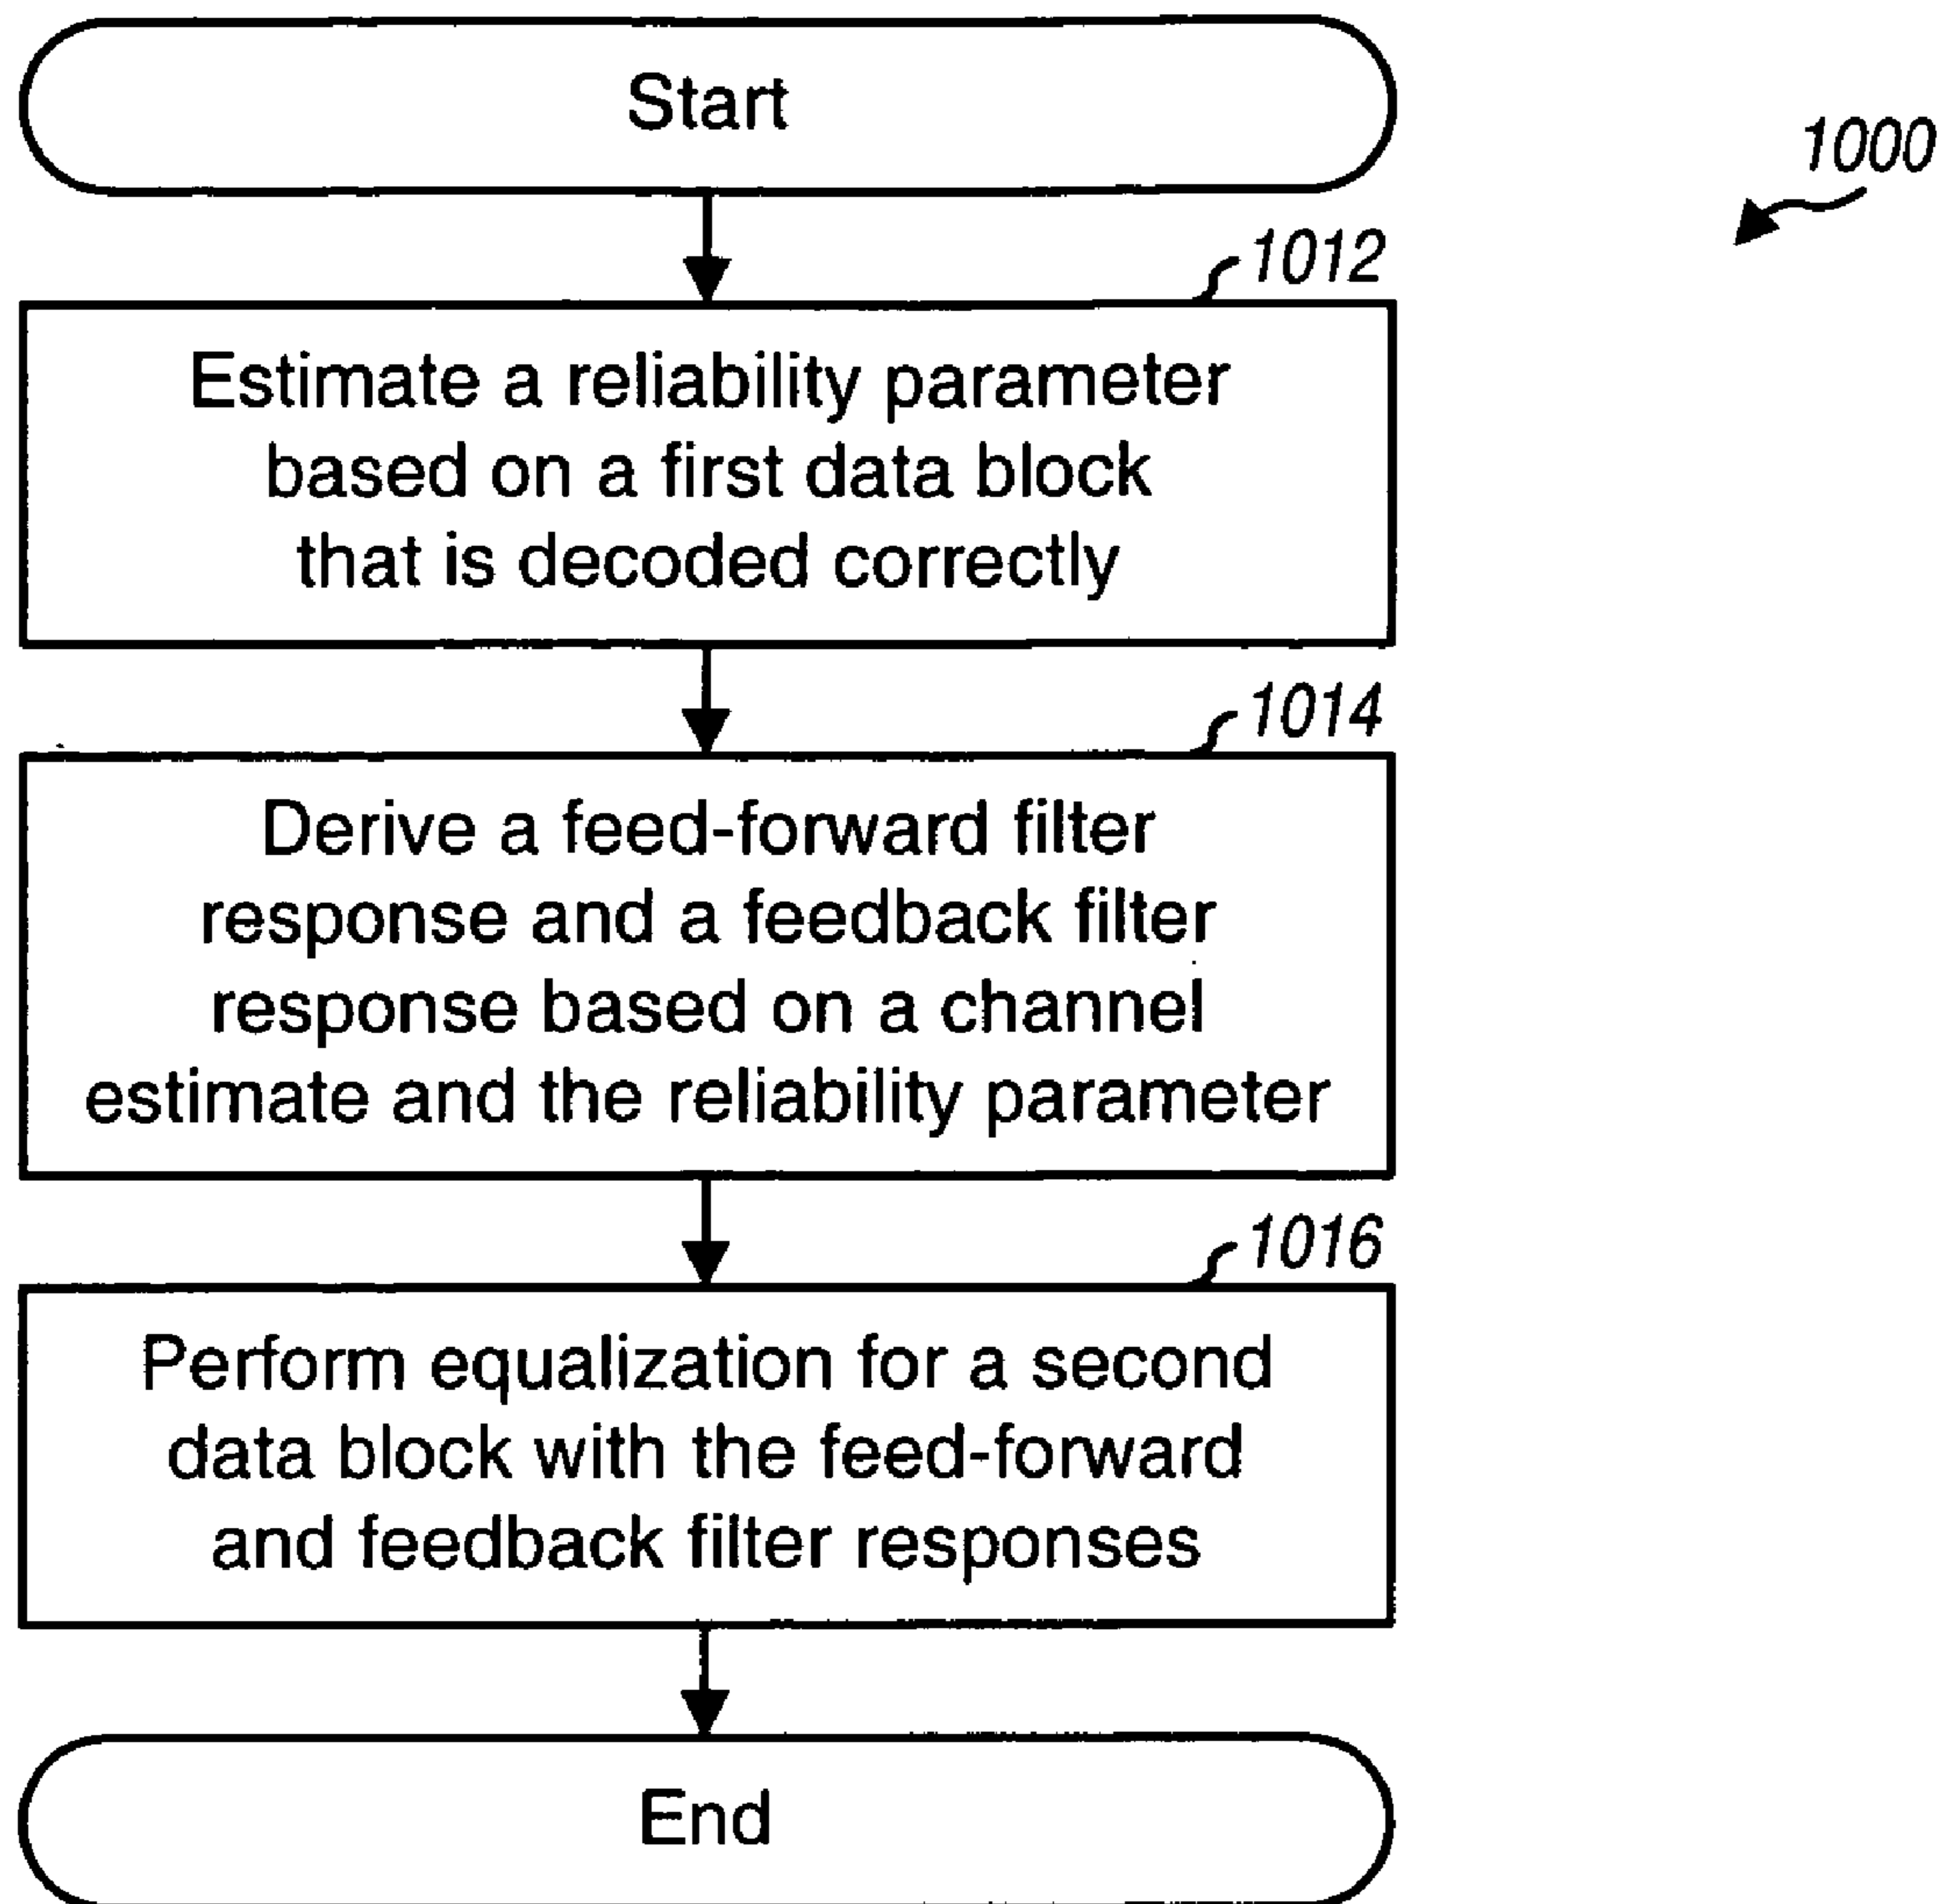 Start
1000
1012
Estimate a reliability parameter
based on a first data block
that is decoded correctly
1014
Derive a feed-forward filter
response and a feedback filter
response based on a channel
estimate and the reliability parameter
1016
Perform equalization for a second
data block with the feed-forward
and feedback filter responses
End